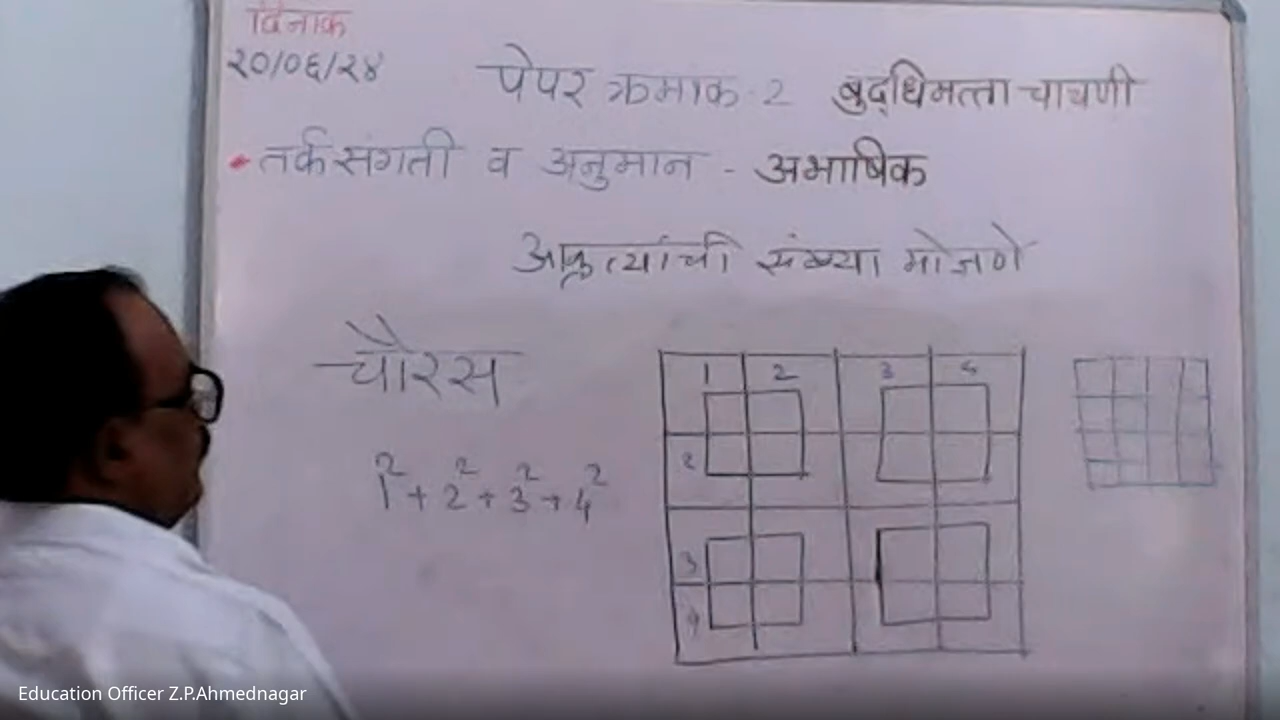 दिनांक
२०/०६/२४
पेपर क्रमांक-2 बुद्धिमत्ता चाचणी
तर्कसंगती व अनुमान - अभाषिक
आकृत्यांची संख्या मोजणे
चौरस
1² + 2² + 3² + 4²
1 2 3 4
2
3
4
Education Officer Z.P.Ahmednagar